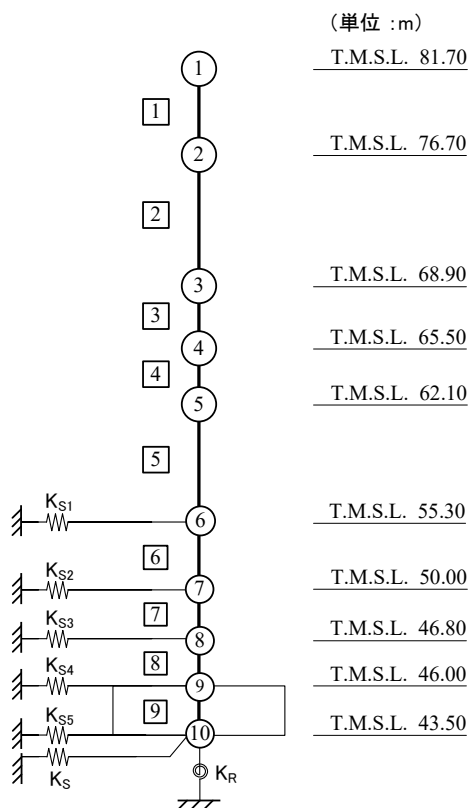 (単位 :m)
1 T.M.S.L. 81.70
1
2 T.M.S.L. 76.70
2
3 T.M.S.L. 68.90
3
4 T.M.S.L. 65.50
4
5 T.M.S.L. 62.10
5
KS1 6 T.M.S.L. 55.30
6
KS2 7 T.M.S.L. 50.00
7
KS3 8 T.M.S.L. 46.80
8
KS4 9 T.M.S.L. 46.00
9
KS5 10 T.M.S.L. 43.50
KS KR